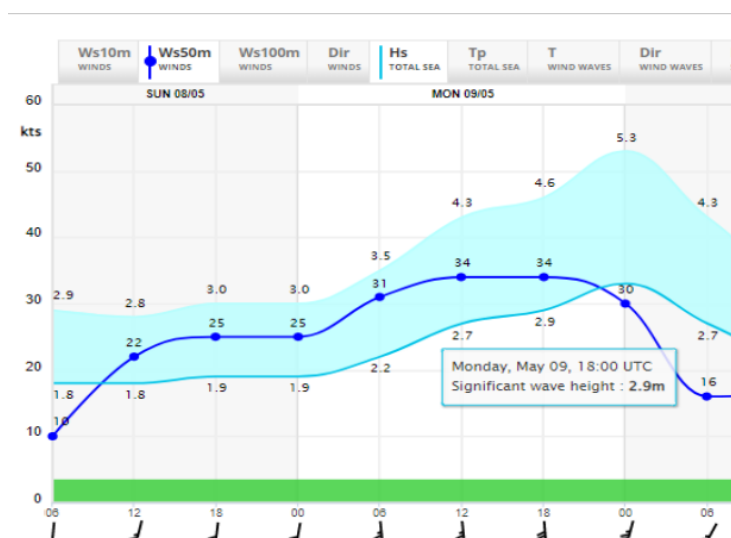 Ws10m Ws50m Ws100m Dir Hs Tp T Dir
WINDS WINDS WINDS WINDS TOTAL SEA TOTAL SEA WIND WAVES WIND WAVES
SUN 08/05 MON 09/05
60
kts
5.3
50
4.6
4.3 4.3
40
3.5
34 34
31
2.9 2.8 3.0 3.0
30
30
25 25
22
2.7 2.9 2.7
20
2.2
Monday, May 09, 18:00 UTC
Significant wave height : 2.9m
16
1.8 1.8 1.9 1.9
10
10
0
06 12 18 00 06 12 18 00 06